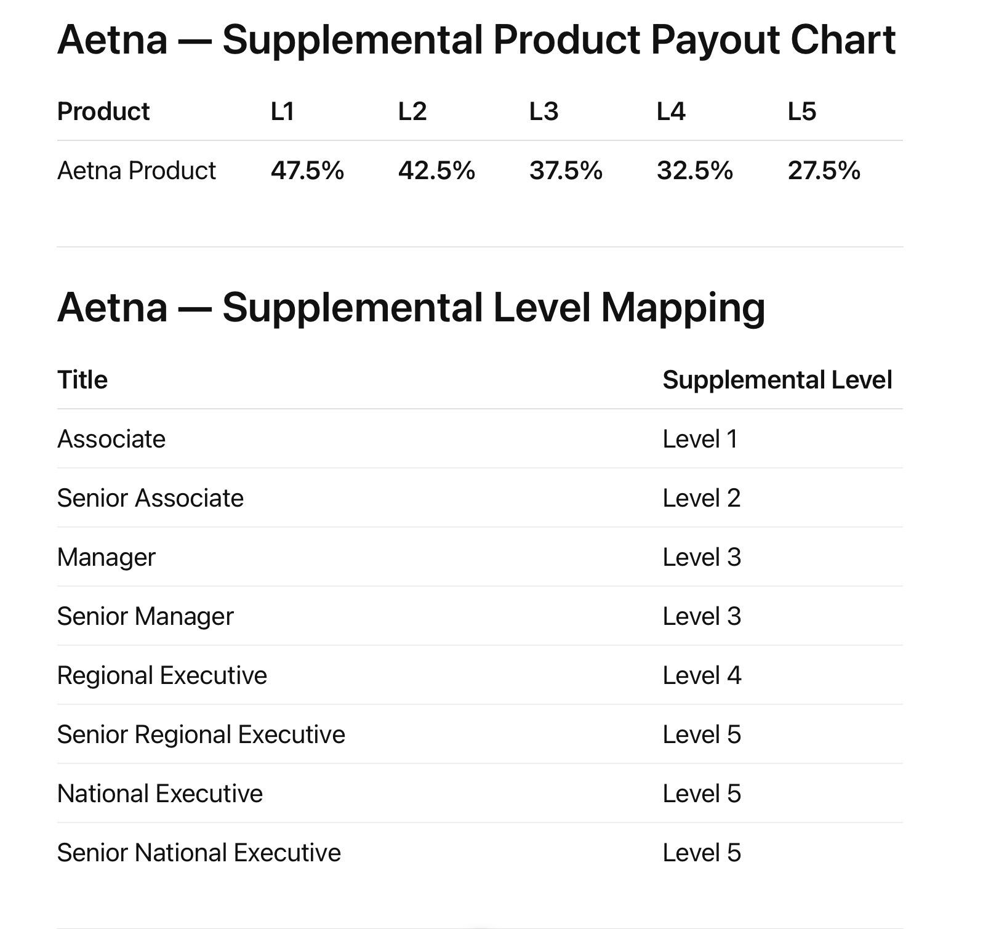 Aetna — Supplemental Product Payout Chart
Product L1 L2 L3 L4 L5
Aetna Product 47.5% 42.5% 37.5% 32.5% 27.5%
Aetna — Supplemental Level Mapping
Title Supplemental Level
Associate Level 1
Senior Associate Level 2
Manager Level 3
Senior Manager Level 3
Regional Executive Level 4
Senior Regional Executive Level 5
National Executive Level 5
Senior National Executive Level 5